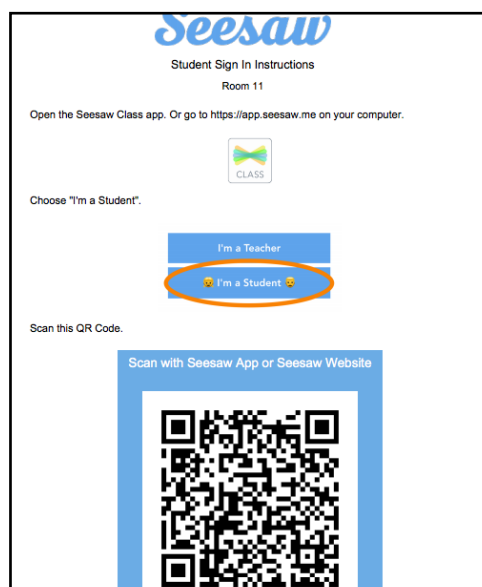 Seesaw
Student Sign In Instructions
Room 11
Open the Seesaw Class app. Or go to https://app.seesaw.me on your computer.
CLASS
Choose "I'm a Student".
I'm a Teacher
I'm a Student
Scan this QR Code.
Scan with Seesaw App or Seesaw Website